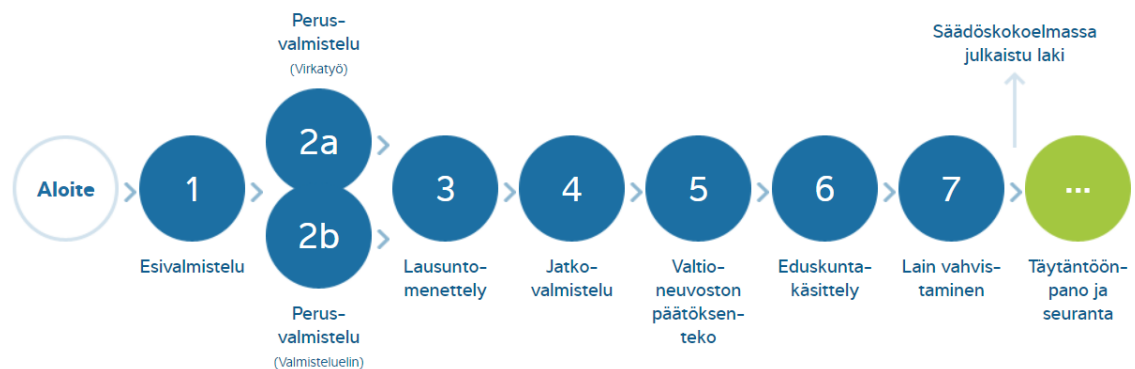 Aloite
1
Esivalmistelu
Perus-
valmistelu
(Virkatyö)
2a
2b
Perus-
valmistelu
(Valmisteluelin)
3
Lausunto-
menettely
4
Jatko-
valmistelu
5
Valtio-
neuvoston
päätöksen-
teko
6
Eduskunta-
käsittely
7
Lain vahvis-
taminen
Säädöskokoelmassa
julkaistu laki
...
Täytäntöön-
pano ja
seuranta